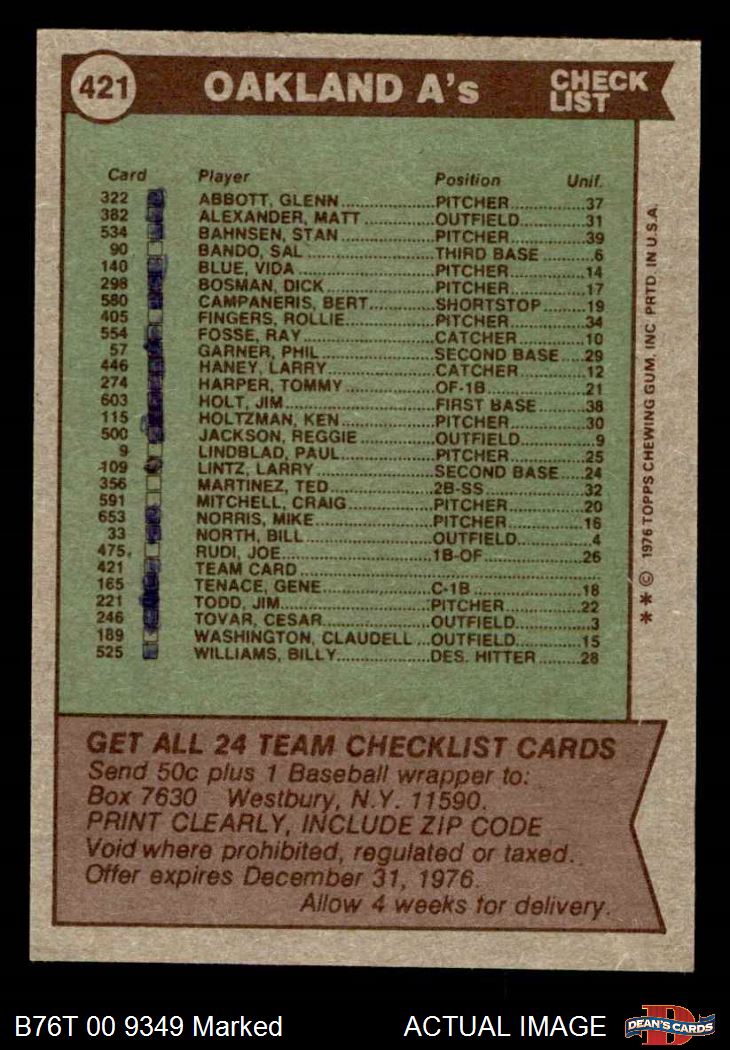 421 OAKLAND A's CHECK LIST
Card Player Position Unif.
322 ABBOTT, GLENN PITCHER 37
382 ALEXANDER, MATT OUTFIELD 31
534 BAHNSEN, STAN PITCHER 39
90 BANDO, SAL THIRD BASE 6
140 BLUE, VIDA PITCHER 14
298 BOSMAN, DICK PITCHER 17
580 CAMPANERIS, BERT SHORTSTOP 19
405 FINGERS, ROLLIE PITCHER 34
554 FOSSE, RAY CATCHER 10
57 GARNER, PHIL SECOND BASE 29
446 HANEY, LARRY CATCHER 12
274 HARPER, TOMMY OF-1B 21
603 HOLT, JIM FIRST BASE 38
115 HOLTZMAN, KEN PITCHER 30
500 JACKSON, REGGIE OUTFIELD 9
9 LINDBLAD, PAUL PITCHER 25
109 LINTZ, LARRY SECOND BASE 24
356 MARTINEZ, TED 2B-SS 32
591 MITCHELL, CRAIG PITCHER 20
653 NORRIS, MIKE PITCHER 16
33 NORTH, BILL OUTFIELD 4
475 RUDI, JOE 1B-OF 26
421 TEAM CARD
165 TENACE, GENE C-1B 18
221 TODD, JIM PITCHER 22
246 TOVAR, CESAR OUTFIELD 3
189 WASHINGTON, CLAUDELL OUTFIELD 15
525 WILLIAMS, BILLY DES. HITTER 28
* * © 1976 TOPPS CHEWING GUM, INC. PRTD. IN U.S.A.
GET ALL 24 TEAM CHECKLIST CARDS
Send 50c plus 1 Baseball wrapper to:
Box 7630 Westbury, N.Y. 11590.
PRINT CLEARLY, INCLUDE ZIP CODE
Void where prohibited, regulated or taxed.
Offer expires December 31, 1976.
Allow 4 weeks for delivery.
B76T 00 9349 Marked ACTUAL IMAGE DEAN'S CARDS